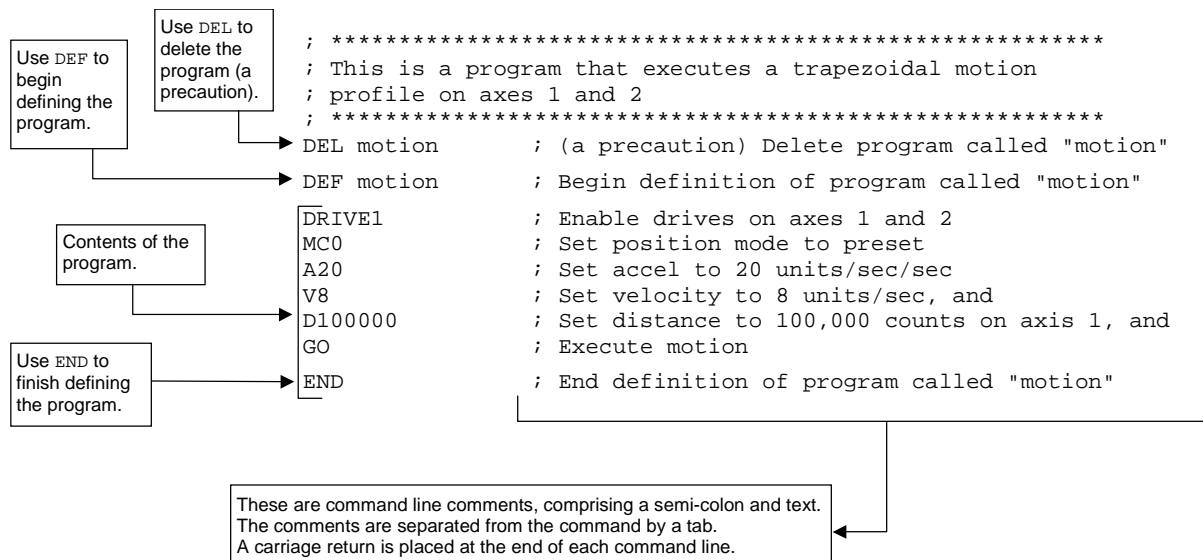 Use DEL to
delete the
program (a
precaution).
Use DEF to
begin
defining the
program.
; *********************************************************
; This is a program that executes a trapezoidal motion
; profile on axes 1 and 2
; *********************************************************
DEL motion ; (a precaution) Delete program called "motion"
DEF motion ; Begin definition of program called "motion"
Contents of the
program.
DRIVE1 ; Enable drives on axes 1 and 2
MC0 ; Set position mode to preset
A20 ; Set accel to 20 units/sec/sec
V8 ; Set velocity to 8 units/sec, and
D100000 ; Set distance to 100,000 counts on axis 1, and
GO ; Execute motion
Use END to
finish defining
the program.
END ; End definition of program called "motion"
These are command line comments, comprising a semi-colon and text.
The comments are separated from the command by a tab.
A carriage return is placed at the end of each command line.